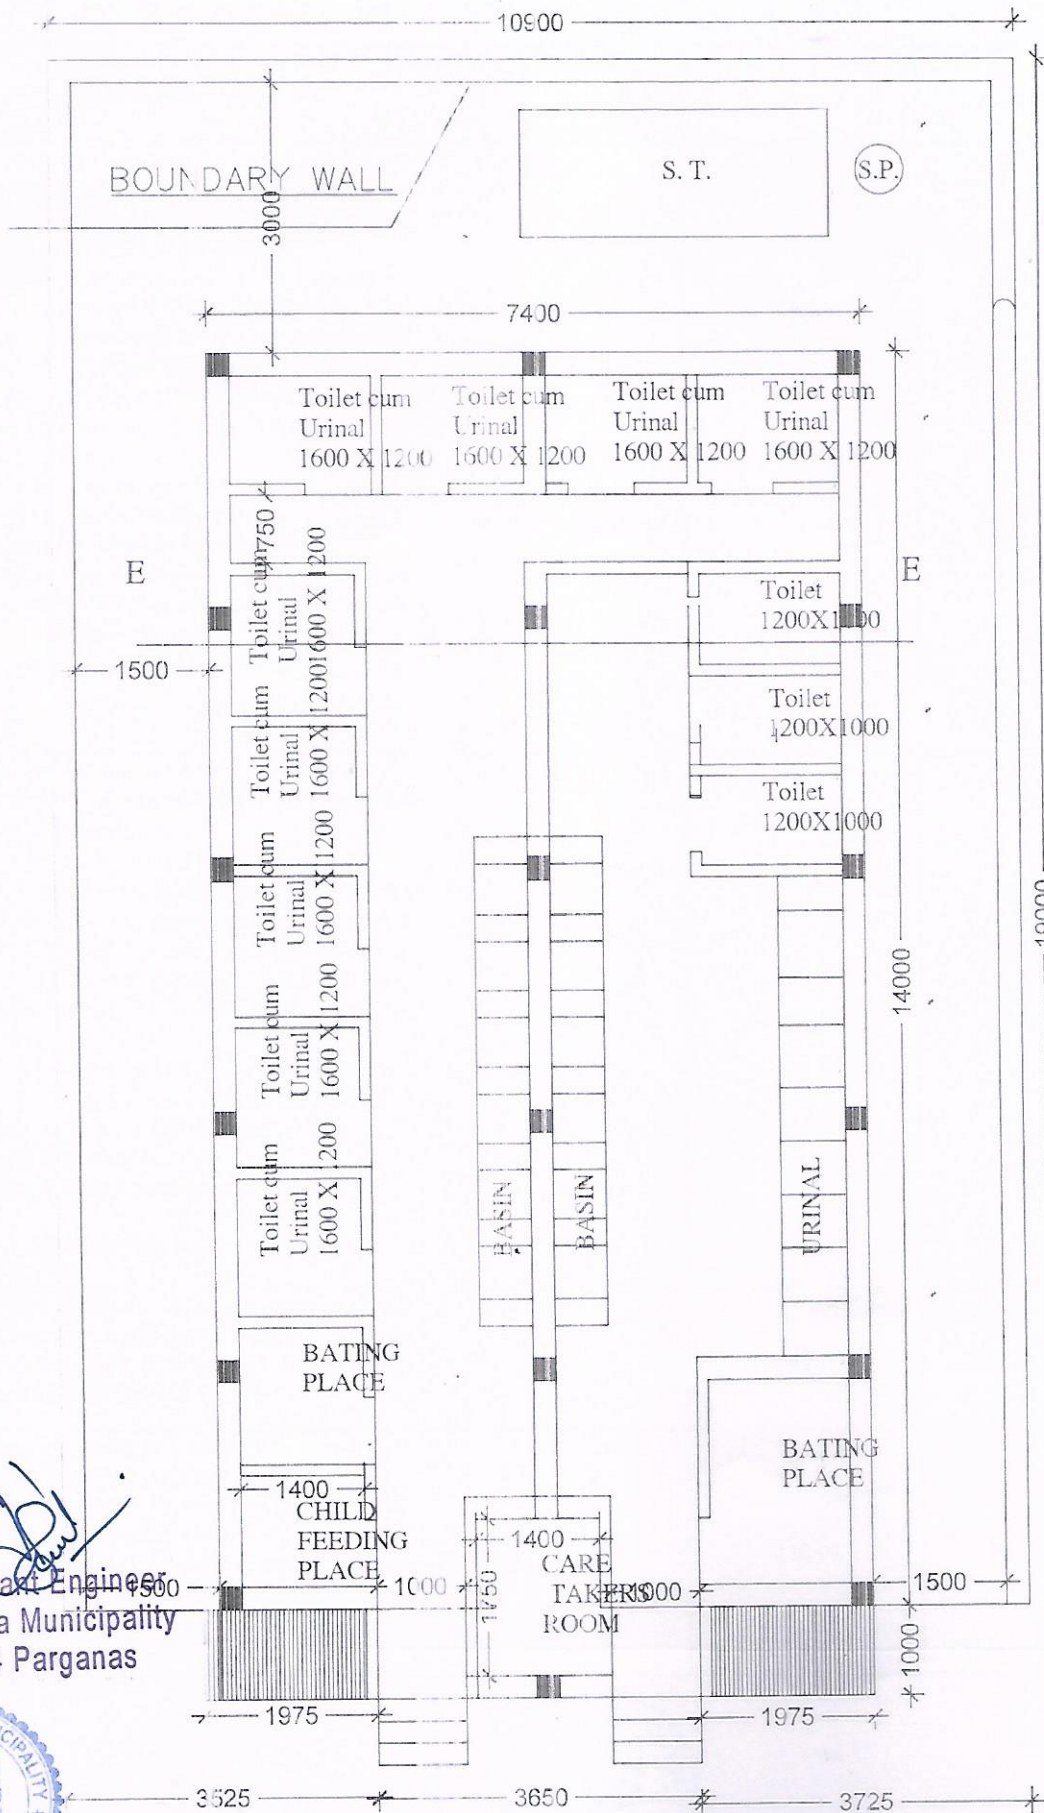 10900
BOUNDARY WALL
3000
S. T.
S.P.
7400
Toilet cum
Urinal
1600 X 1200
Toilet cum
Urinal
1600 X 1200
Toilet cum
Urinal
1600 X 1200
Toilet cum
Urinal
1600 X 1200
750
E
E
Toilet cum
Urinal
1600 X 1200
Toilet
Toilet
1200X1000
Toilet
1200X1000
1500
Toilet cum
Urinal
1600 X 1200
Toilet cum
Urinal
1600 X 1200
Toilet cum
Urinal
1600 X 1200
Toilet cum
Urinal
1600 X 1200
14000
BASIN
BASIN
URINAL
BATING
PLACE
BATING
PLACE
1400
CHILD
FEEDING
PLACE
1400
CARE
TAKERS
ROOM
1750
1500
1000
1000
1500
1000
Engineer
Municipality
Parganas
1975
1975
3525
3650
3725